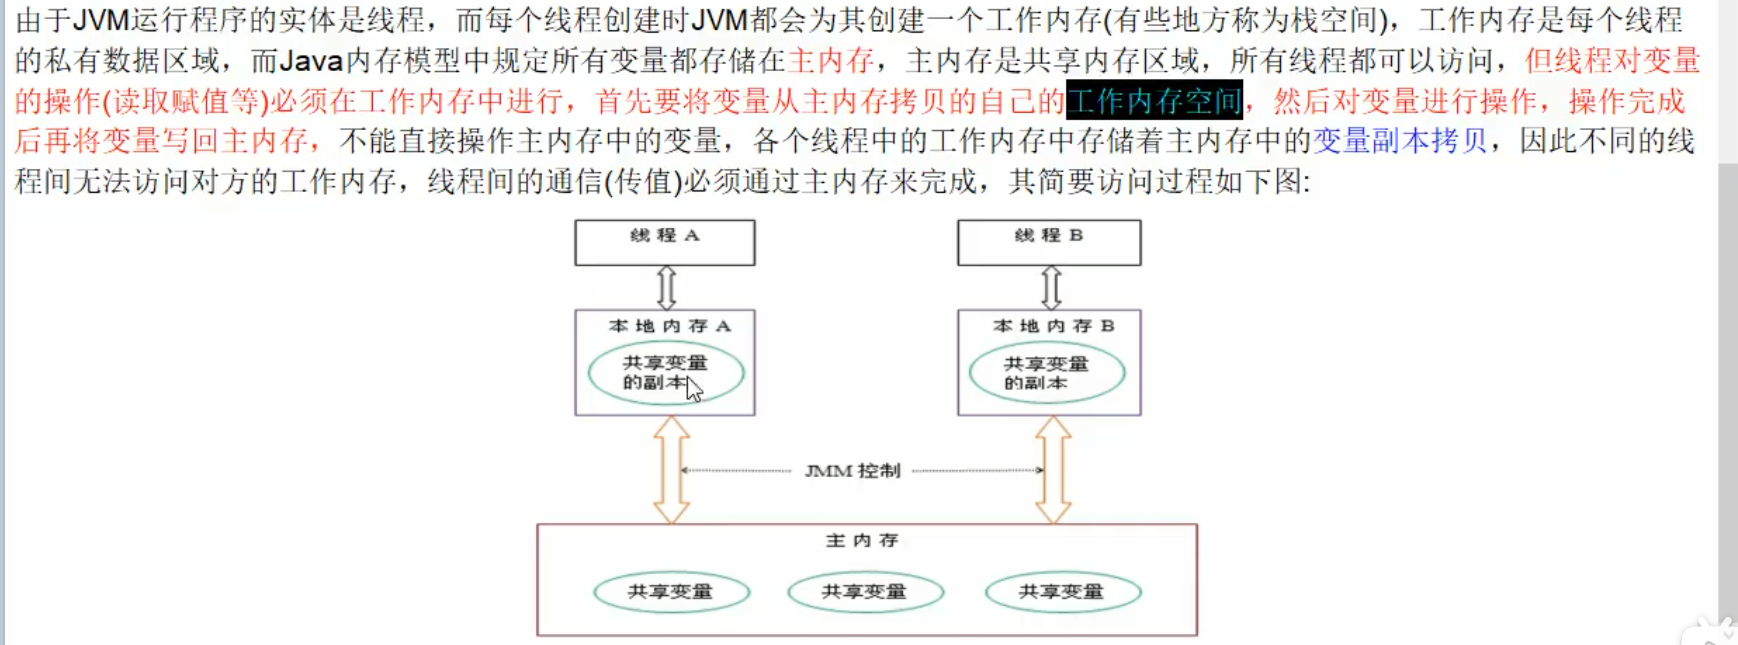 由于JVM运行程序的实体是线程，而每个线程创建时JVM都会为其创建一个工作内存(有些地方称为栈空间)，工作内存是每个线程
的私有数据区域，而Java内存模型中规定所有变量都存储在主内存，主内存是共享内存区域，所有线程都可以访问，但线程对变量
的操作(读取赋值等)必须在工作内存中进行，首先要将变量从主内存拷贝的自己的工作内存空间，然后对变量进行操作，操作完成
后再将变量写回主内存，不能直接操作主内存中的变量，各个线程中的工作内存中存储着主内存中的变量副本拷贝，因此不同的线
程间无法访问对方的工作内存，线程间的通信(传值)必须通过主内存来完成，其简要访问过程如下图:
线程 A
线程 B
本地内存 A
本地内存 B
共享变量
的副本
共享变量
的副本
JMM 控制
主内存
共享变量
共享变量
共享变量